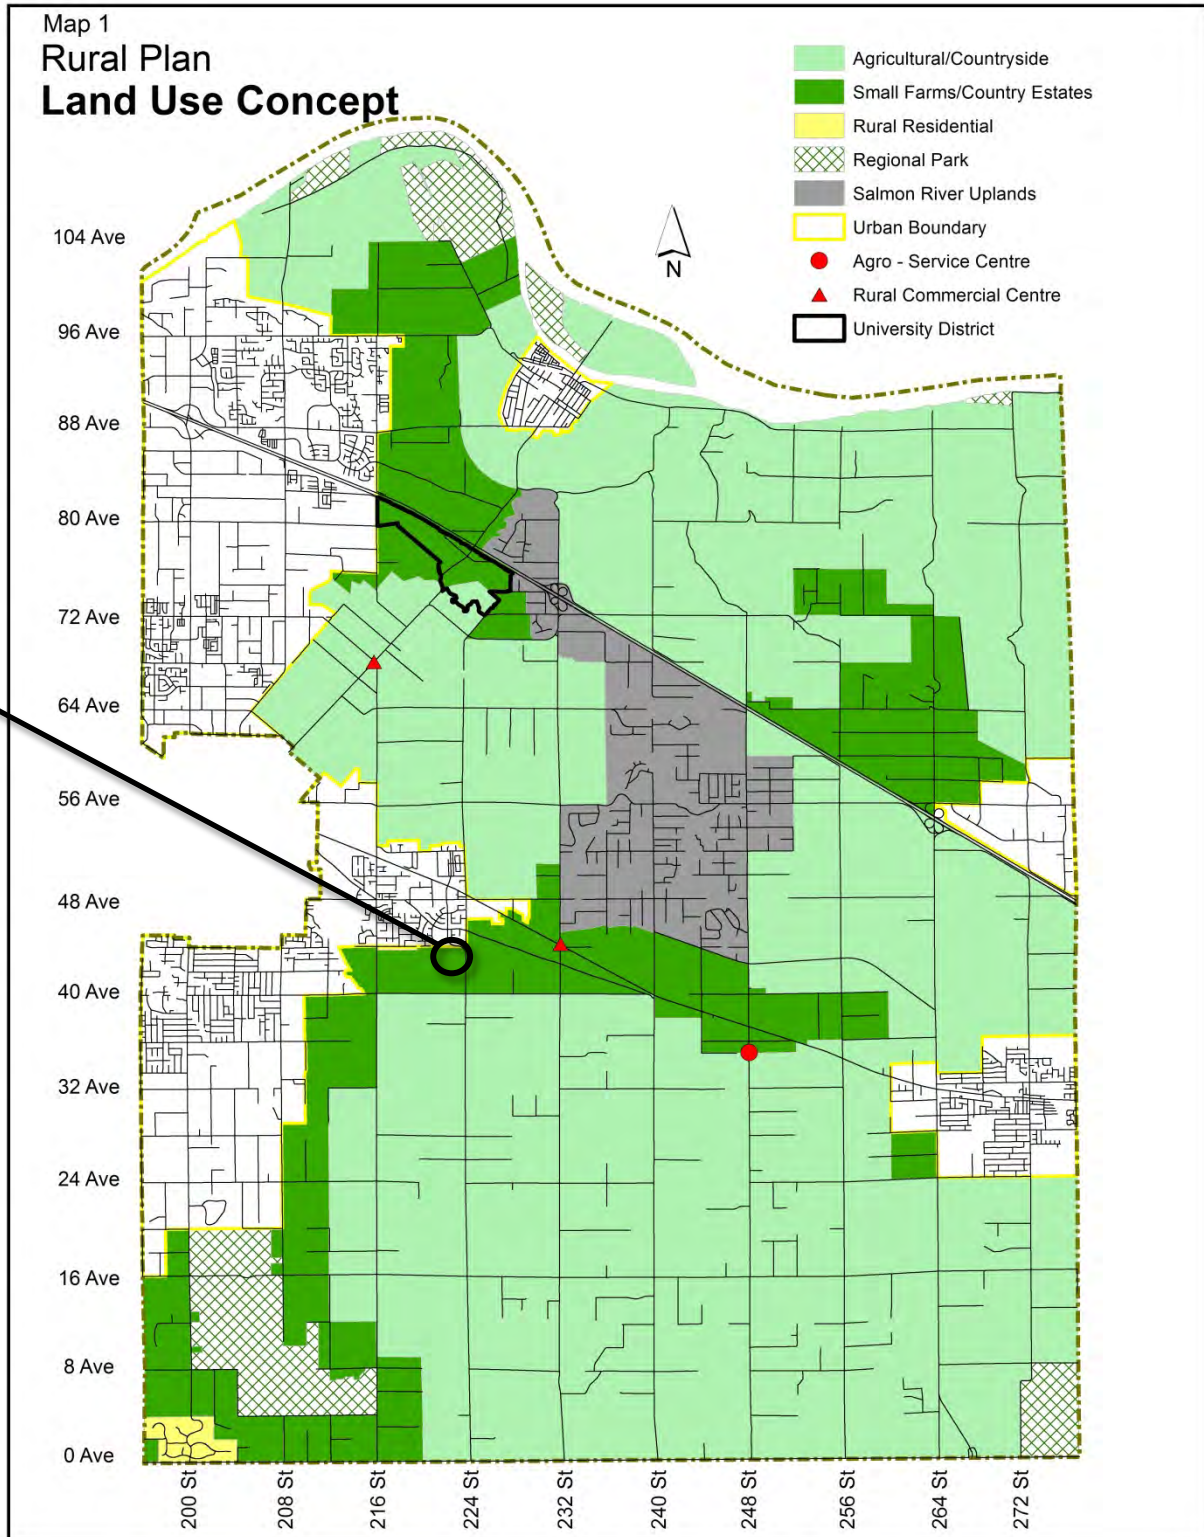 Map 1
Rural Plan
Land Use Concept
Agricultural/Countryside
Small Farms/Country Estates
Rural Residential
Regional Park
Salmon River Uplands
Urban Boundary
Agro - Service Centre
Rural Commercial Centre
University District
N
104 Ave
96 Ave
88 Ave
80 Ave
72 Ave
64 Ave
56 Ave
48 Ave
40 Ave
32 Ave
24 Ave
16 Ave
8 Ave
0 Ave
200 St
208 St
216 St
224 St
232 St
240 St
248 St
256 St
264 St
272 St